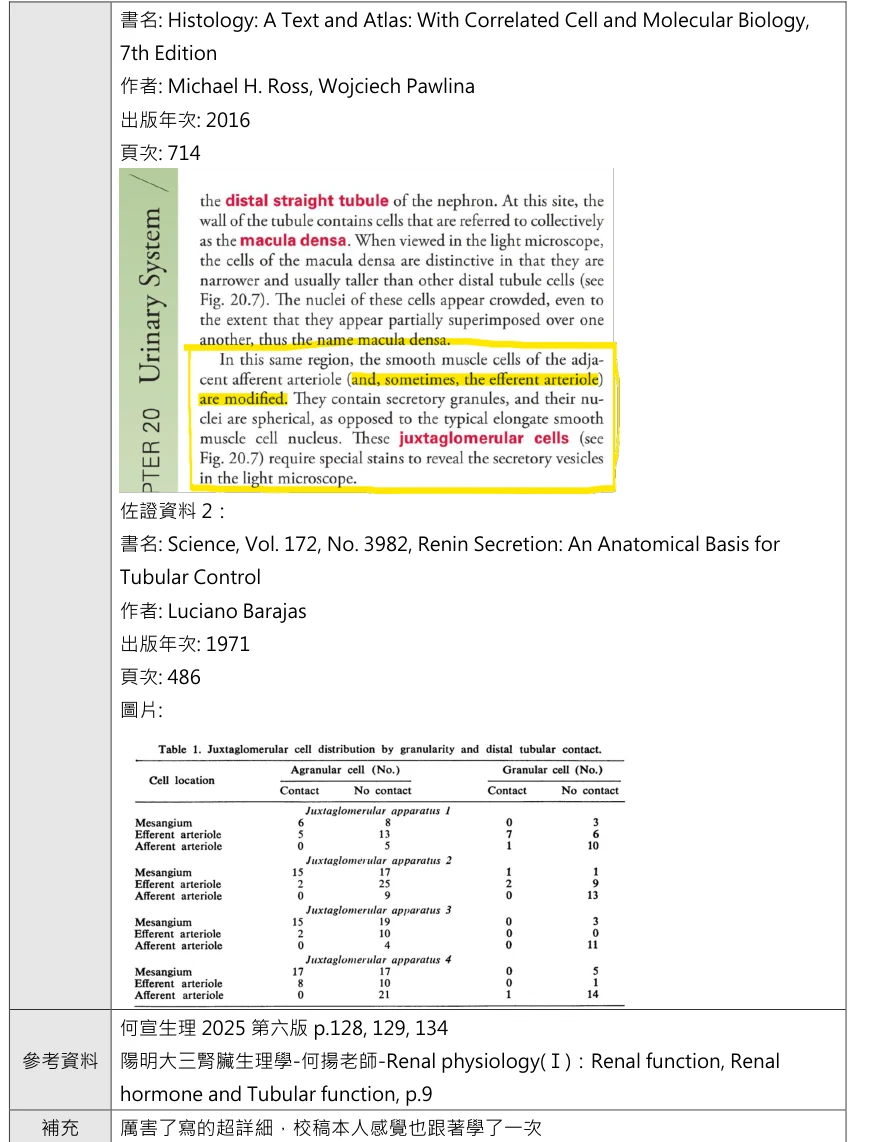 書名: Histology: A Text and Atlas: With Correlated Cell and Molecular Biology,
7th Edition
作者: Michael H. Ross, Wojciech Pawlina
出版年次: 2016
頁次: 714
PTER 20 Urinary System /
the distal straight tubule of the nephron. At this site, the
wall of the tubule contains cells that are referred to collectively
as the macula densa. When viewed in the light microscope,
the cells of the macula densa are distinctive in that they are
narrower and usually taller than other distal tubule cells (see
Fig. 20.7). The nuclei of these cells appear crowded, even to
the extent that they appear partially superimposed over one
another, thus the name macula densa.
In this same region, the smooth muscle cells of the adja-
cent afferent arteriole (and, sometimes, the efferent arteriole)
are modified. They contain secretory granules, and their nu-
clei are spherical, as opposed to the typical elongate smooth
muscle cell nucleus. These juxtaglomerular cells (see
Fig. 20.7) require special stains to reveal the secretory vesicles
in the light microscope.
佐證資料 2：
書名: Science, Vol. 172, No. 3982, Renin Secretion: An Anatomical Basis for
Tubular Control
作者: Luciano Barajas
出版年次: 1971
頁次: 486
圖片:
Table 1. Juxtaglomerular cell distribution by granularity and distal tubular contact.
Cell location Agranular cell (No.) Granular cell (No.)
Contact No contact Contact No contact
Juxtaglomerular apparatus 1
Mesangium 6 8 0 3
Efferent arteriole 5 13 7 6
Afferent arteriole 0 5 1 10
Juxtaglomerular apparatus 2
Mesangium 15 17 1 1
Efferent arteriole 2 25 2 9
Afferent arteriole 0 9 0 13
Juxtaglomerular apparatus 3
Mesangium 15 19 0 3
Efferent arteriole 2 10 0 0
Afferent arteriole 0 4 0 11
Juxtaglomerular apparatus 4
Mesangium 17 17 0 5
Efferent arteriole 8 10 0 1
Afferent arteriole 0 21 1 14
參考資料
何宣生理 2025 第六版 p.128, 129, 134
陽明大三腎臟生理學-何揚老師-Renal physiology(Ⅰ)：Renal function, Renal
hormone and Tubular function, p.9
補充
厲害了寫的超詳細，校稿本人感覺也跟著學了一次